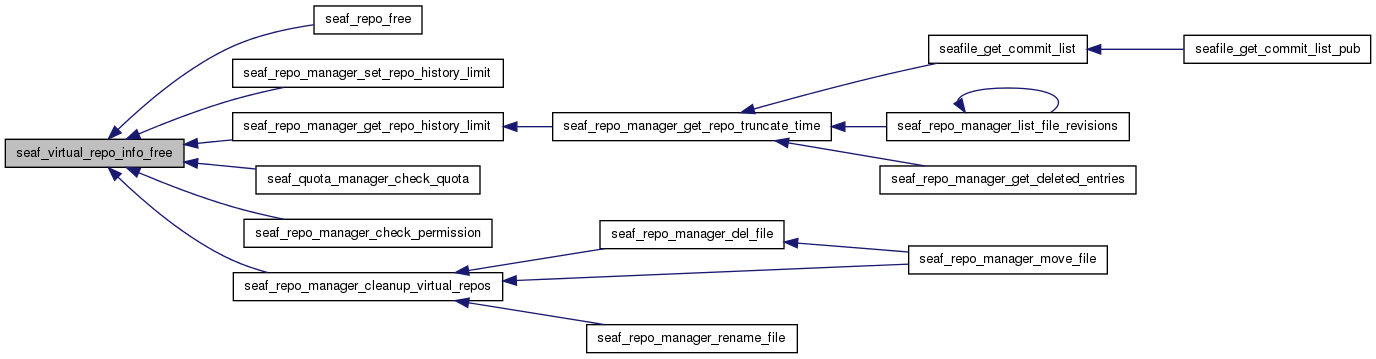 seaf_repo_free
seafile_get_commit_list
seafile_get_commit_list_pub
seaf_repo_manager_set_repo_history_limit
seaf_repo_manager_get_repo_history_limit
seaf_repo_manager_get_repo_truncate_time
seaf_repo_manager_list_file_revisions
seaf_virtual_repo_info_free
seaf_quota_manager_check_quota
seaf_repo_manager_get_deleted_entries
seaf_repo_manager_check_permission
seaf_repo_manager_del_file
seaf_repo_manager_move_file
seaf_repo_manager_cleanup_virtual_repos
seaf_repo_manager_rename_file